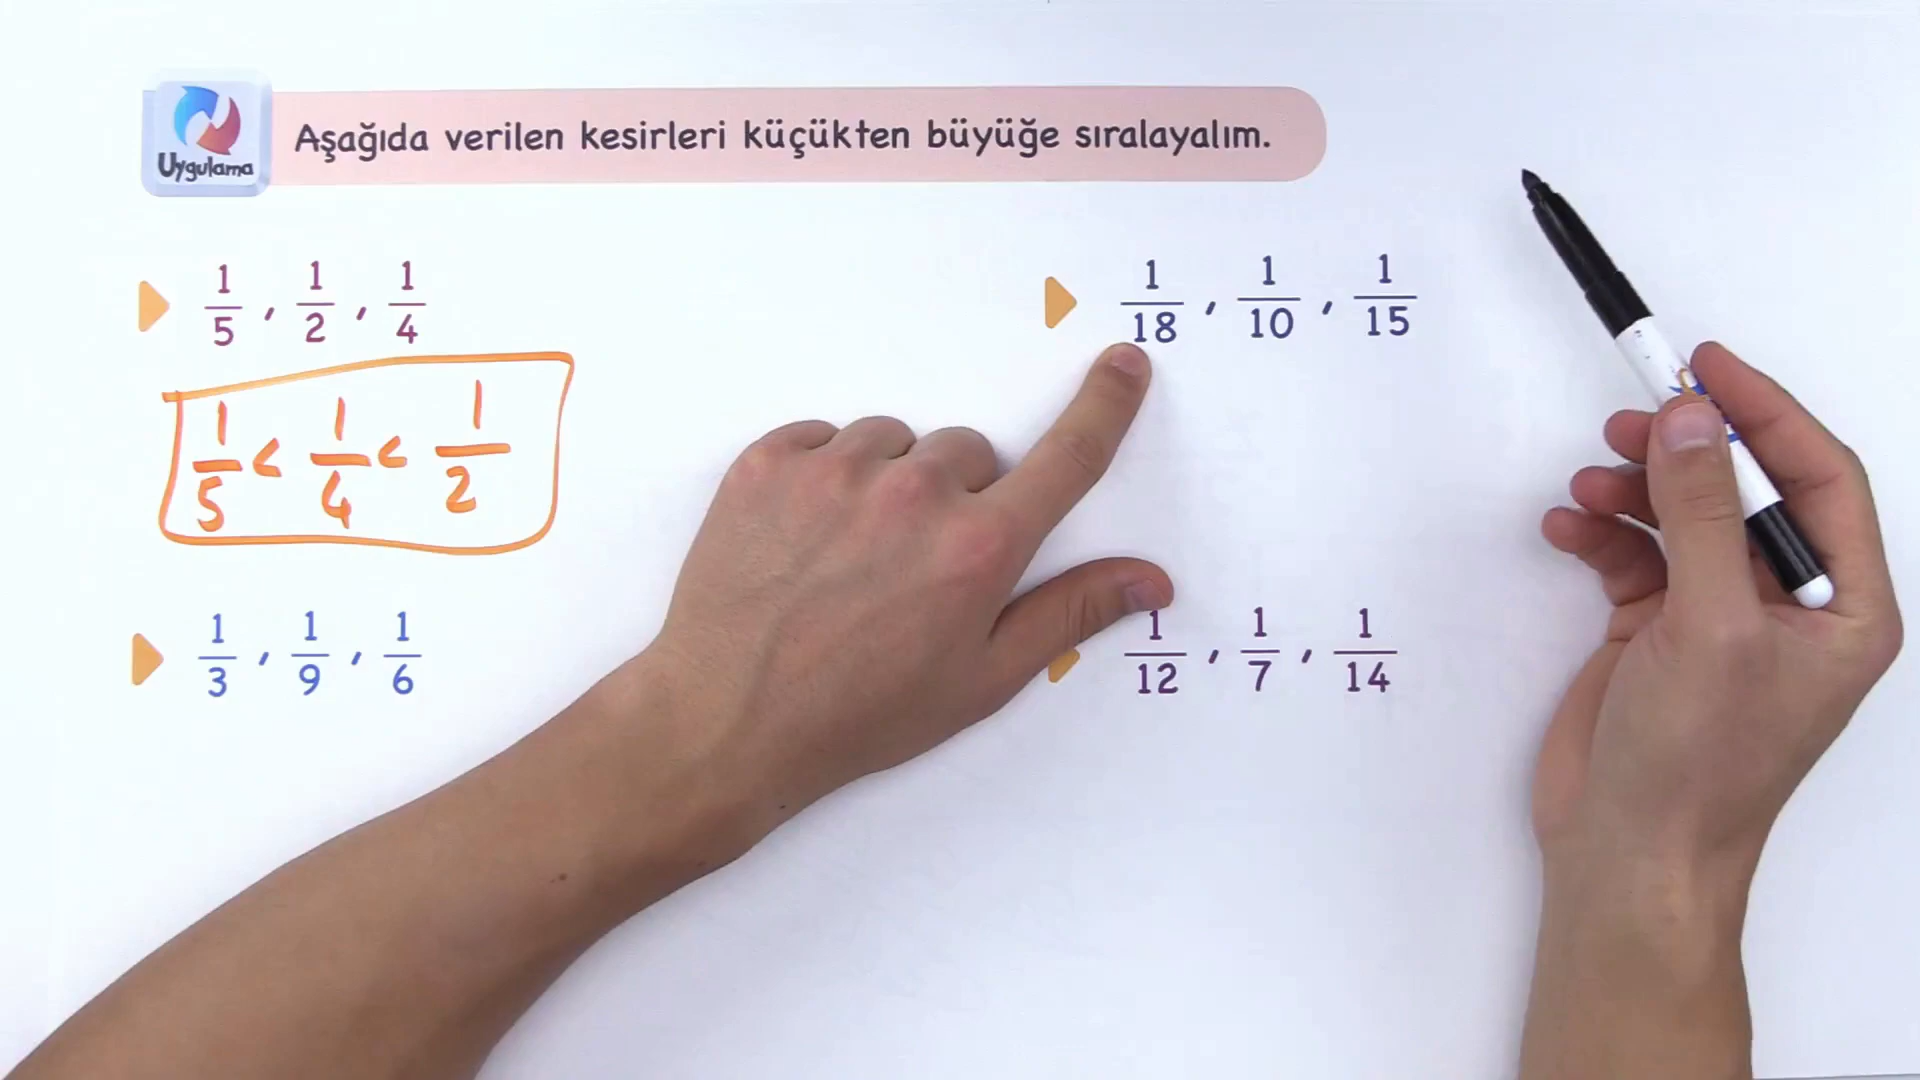 Uygulama
Aşağıda verilen kesirleri küçükten büyüğe sıralayalım.
1/5 , 1/2 , 1/4
1/5 < 1/4 < 1/2
1/3 , 1/9 , 1/6
1/18 , 1/10 , 1/15
1/12 , 1/7 , 1/14